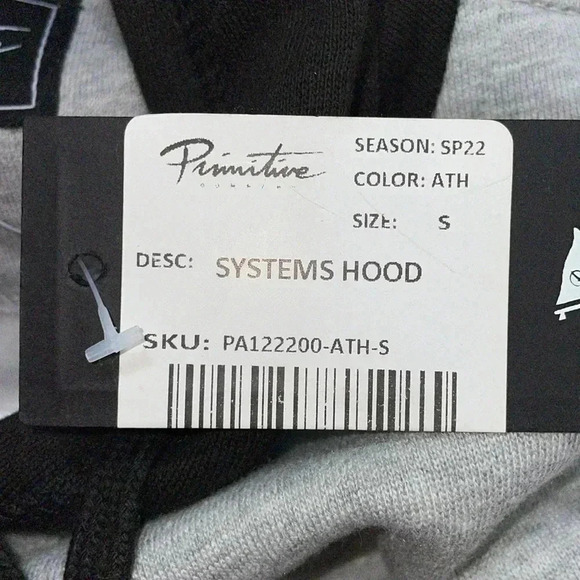 Primitive
SEASON: SP22
COLOR: ATH
SIZE: S
DESC: SYSTEMS HOOD
SKU: PA122200-ATH-S